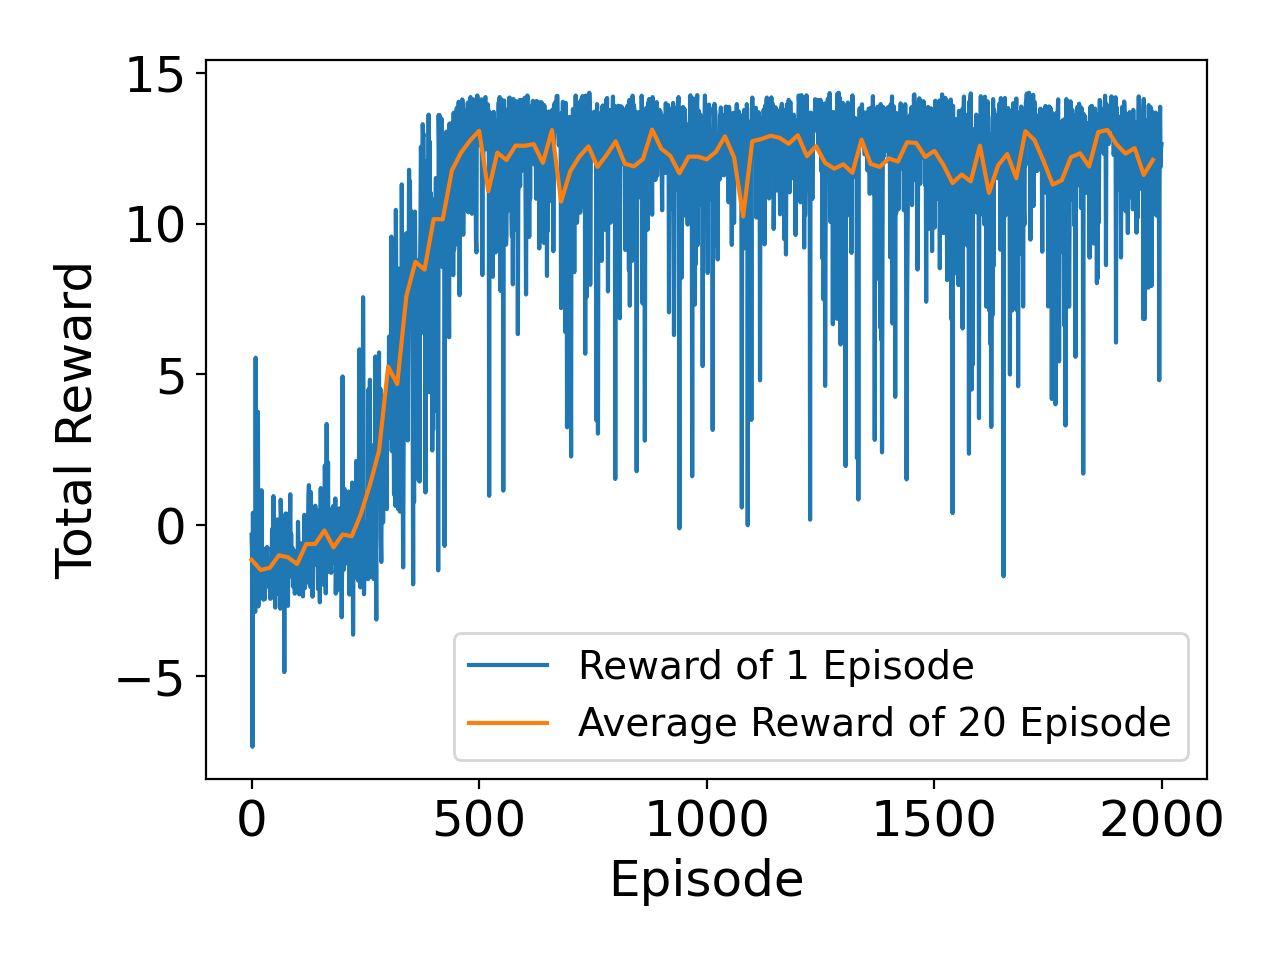 15
10
5
0
−5
Total Reward
Reward of 1 Episode
Average Reward of 20 Episode
0 500 1000 1500 2000
Episode